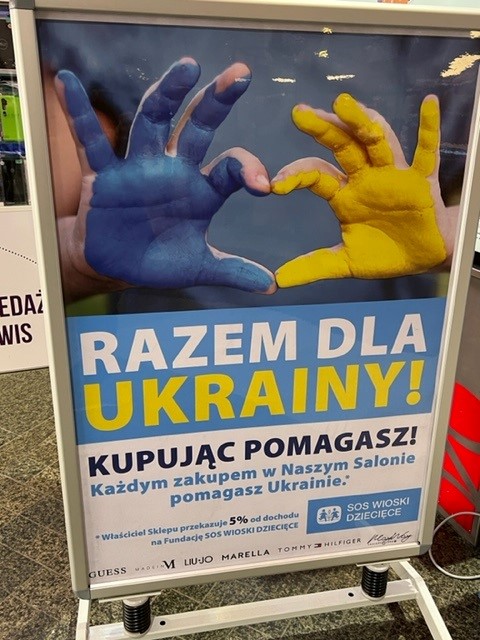 RAZEM DLA
UKRAINY!
KUPUJĄC POMAGASZ!
Każdym zakupem w Naszym Salonie
pomagasz Ukrainie.*
* Właściciel Sklepu przekazuje 5% od dochodu
na Fundację SOS WIOSKI DZIECIĘCE
SOS WIOSKI
DZIECIĘCE
GUESS LIU·JO MARELLA TOMMY HILFIGER
EDAŻ
WIS